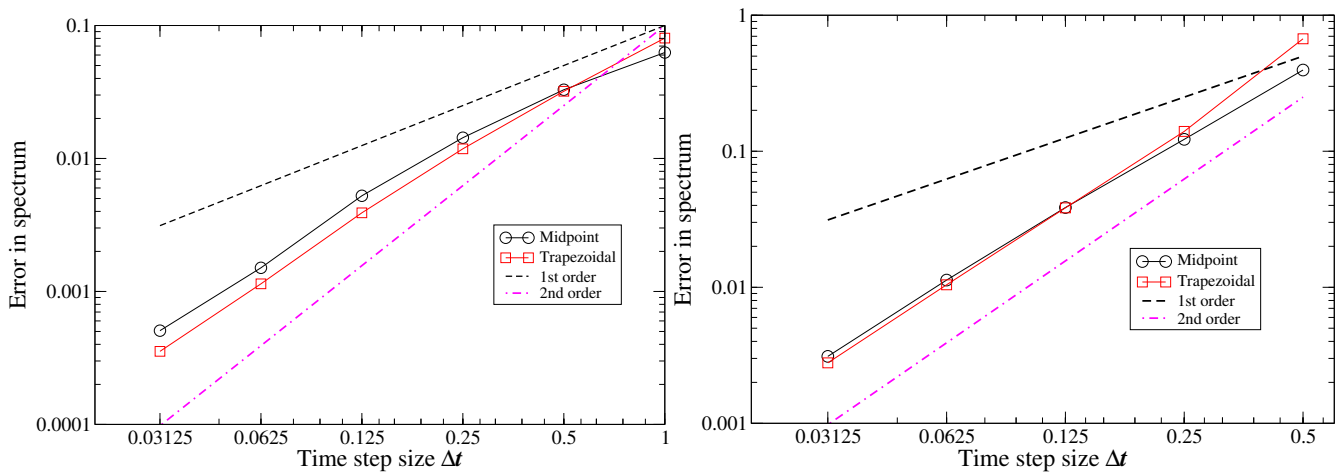 0.1
0.01
0.001
0.0001
Error in spectrum
0.03125 0.0625 0.125 0.25 0.5 1
Time step size Δt
Midpoint
Trapezoidal
1st order
2nd order
1
0.1
0.01
0.001
Error in spectrum
0.03125 0.0625 0.125 0.25 0.5
Time step size Δt
Midpoint
Trapezoidal
1st order
2nd order